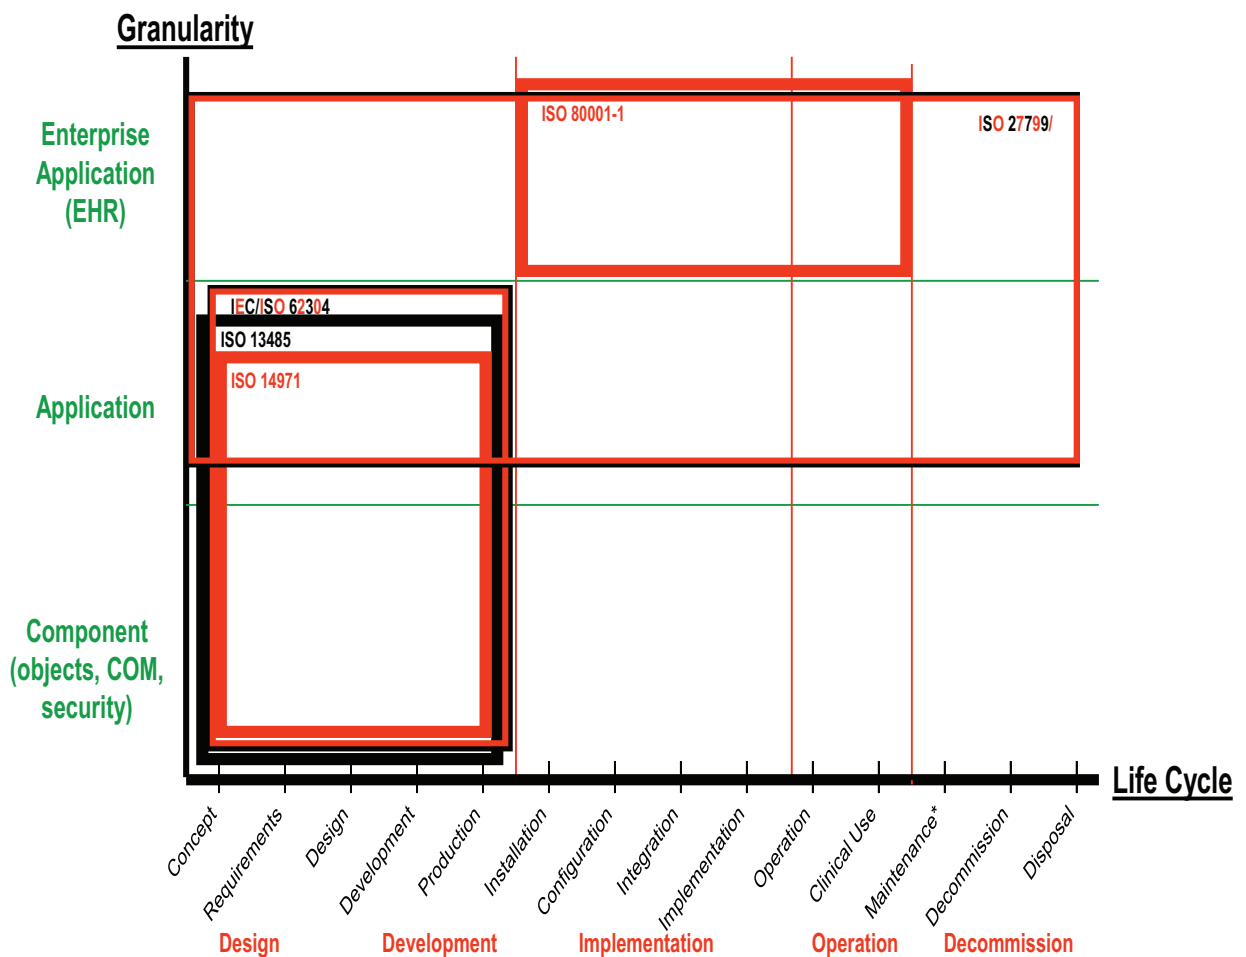 Granularity
Enterprise
Application
(EHR)
ISO 80001-1
ISO 27799/
IEC/ISO 62304
ISO 13485
ISO 14971
Application
Component
(objects, COM,
security)
Life Cycle
Concept
Requirements
Design
Development
Production
Installation
Configuration
Integration
Implementation
Operation
Clinical Use
Maintenance*
Decommission
Disposal
Design
Development
Implementation
Operation
Decommission